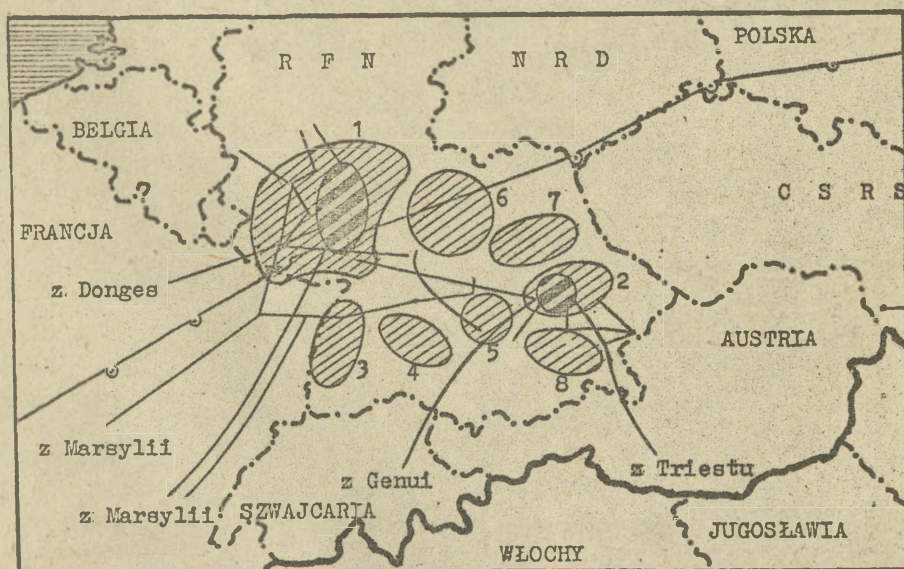 POLSKA
R F N
N R D
BELGIA
1
?
C S R S
6
7
FRANCJA
z Donges
2
AUSTRIA
3
4
5
8
z Marsylii
z Genui
z Triestu
z Marsylii
SZWAJCARIA
JUGOSŁAWIA
WŁOCHY